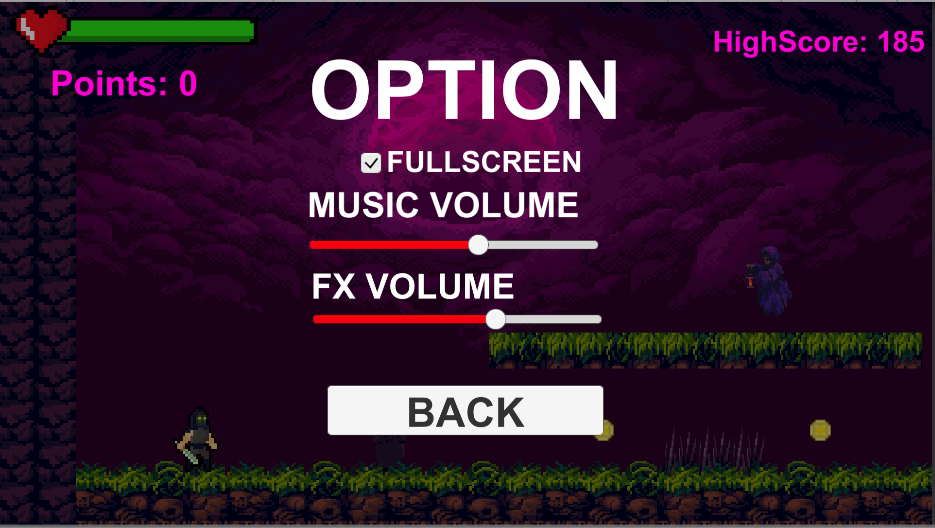 HighScore: 185
Points: 0
OPTION
FULLSCREEN
MUSIC VOLUME
FX VOLUME
BACK